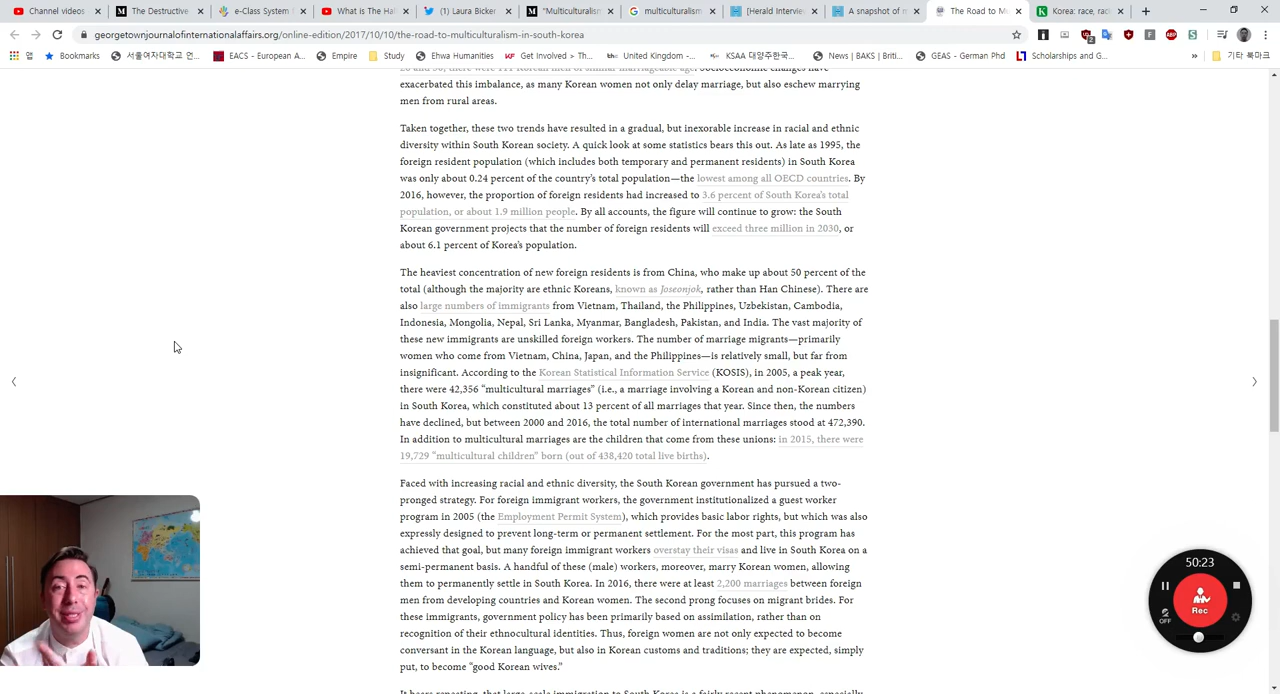 Channel videos
The Destructive
e-Class System
What is The Ha
(1) Laura Bicker
"Multiculturalis
multiculturalism
[Herald Intervie
A snapshot of m
The Road to Mu
Korea: race, rac
georgetownjournalofinternationalaffairs.org/online-edition/2017/10/10/the-road-to-multiculturalism-in-south-korea
앱
Bookmarks
서울여자대학교 언...
EACS - European A...
Empire
Study
Ewha Humanities
Get Involved > Th...
United Kingdom -...
KSAA 대양주한국...
News | BAKS | Briti...
GEAS - German Phd
Scholarships and G...
»
기타 북마크
exacerbated this imbalance, as many Korean women not only delay marriage, but also eschew marrying
men from rural areas.
Taken together, these two trends have resulted in a gradual, but inexorable increase in racial and ethnic
diversity within South Korean society. A quick look at some statistics bears this out. As late as 1995, the
foreign resident population (which includes both temporary and permanent residents) in South Korea
was only about 0.24 percent of the country's total population—the lowest among all OECD countries. By
2016, however, the proportion of foreign residents had increased to 3.6 percent of South Korea's total
population, or about 1.9 million people. By all accounts, the figure will continue to grow: the South
Korean government projects that the number of foreign residents will exceed three million in 2030, or
about 6.1 percent of Korea's population.
The heaviest concentration of new foreign residents is from China, who make up about 50 percent of the
total (although the majority are ethnic Koreans, known as Joseonjok, rather than Han Chinese). There are
also large numbers of immigrants from Vietnam, Thailand, the Philippines, Uzbekistan, Cambodia,
Indonesia, Mongolia, Nepal, Sri Lanka, Myanmar, Bangladesh, Pakistan, and India. The vast majority of
these new immigrants are unskilled foreign workers. The number of marriage migrants—primarily
women who come from Vietnam, China, Japan, and the Philippines—is relatively small, but far from
insignificant. According to the Korean Statistical Information Service (KOSIS), in 2005, a peak year,
there were 42,356 “multicultural marriages” (i.e., a marriage involving a Korean and non-Korean citizen)
in South Korea, which constituted about 13 percent of all marriages that year. Since then, the numbers
have declined, but between 2000 and 2016, the total number of international marriages stood at 472,390.
In addition to multicultural marriages are the children that come from these unions: in 2015, there were
19,729 “multicultural children” born (out of 438,420 total live births).
Faced with increasing racial and ethnic diversity, the South Korean government has pursued a two-
pronged strategy. For foreign immigrant workers, the government institutionalized a guest worker
program in 2005 (the Employment Permit System), which provides basic labor rights, but which was also
expressly designed to prevent long-term or permanent settlement. For the most part, this program has
achieved that goal, but many foreign immigrant workers overstay their visas and live in South Korea on a
semi-permanent basis. A handful of these (male) workers, moreover, marry Korean women, allowing
them to permanently settle in South Korea. In 2016, there were at least 2,200 marriages between foreign
men from developing countries and Korean women. The second prong focuses on migrant brides. For
these immigrants, government policy has been primarily based on assimilation, rather than on
recognition of their ethnocultural identities. Thus, foreign women are not only expected to become
conversant in the Korean language, but also in Korean customs and traditions; they are expected, simply
put, to become “good Korean wives.”
50:23
Rec
OFF